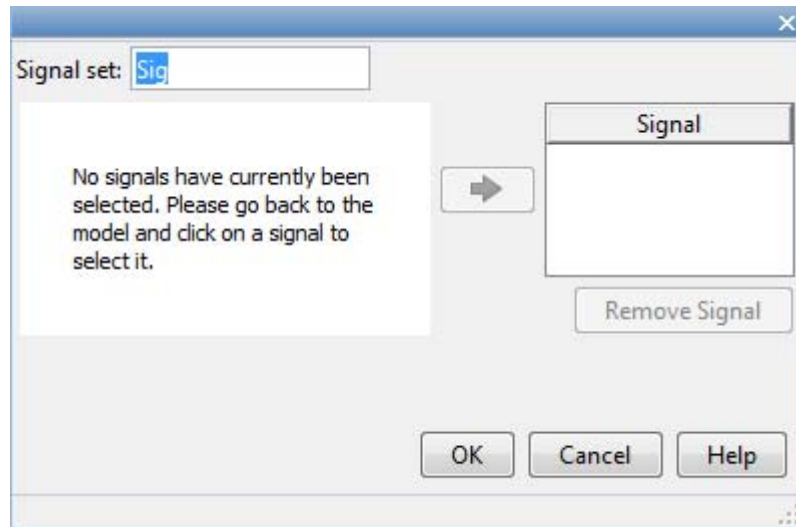 Signal set: Sig
No signals have currently been
selected. Please go back to the
model and click on a signal to
select it.
Signal
Remove Signal
OK Cancel Help